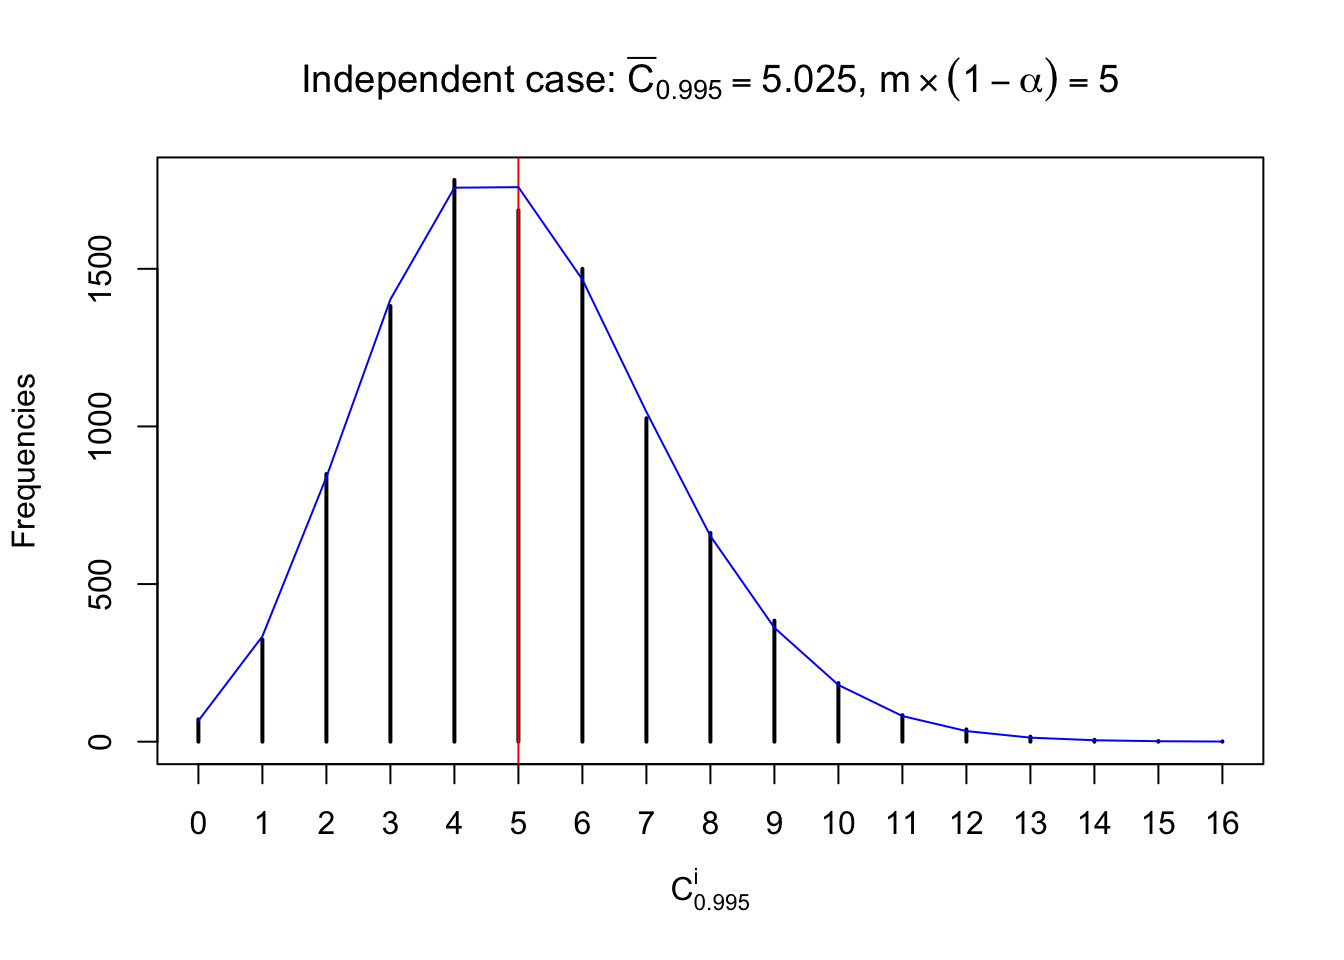 Independent case: C̅₀.₉₉₅ = 5.025, m × (1 − α) = 5
Frequencies
1500
1000
500
0
0 1 2 3 4 5 6 7 8 9 10 11 12 13 14 15 16
Cⁱ₀.₉₉₅